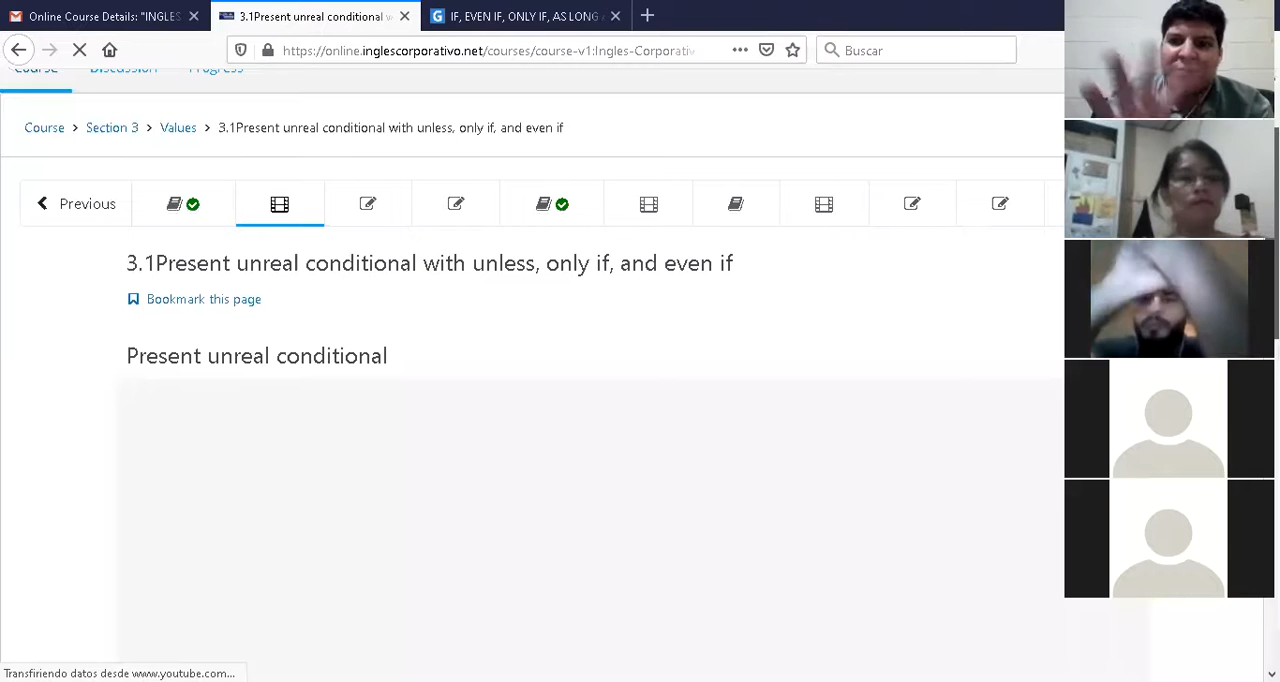 Online Course Details: "INGLES
3.1Present unreal conditional w
IF, EVEN IF, ONLY IF, AS LONG
https://online.inglescorporativo.net/courses/course-v1:Ingles-Corporativ
Buscar
Course Discussion Progress
Course > Section 3 > Values > 3.1Present unreal conditional with unless, only if, and even if
Previous
3.1Present unreal conditional with unless, only if, and even if
Bookmark this page
Present unreal conditional
Transfiriendo datos desde www.youtube.com...